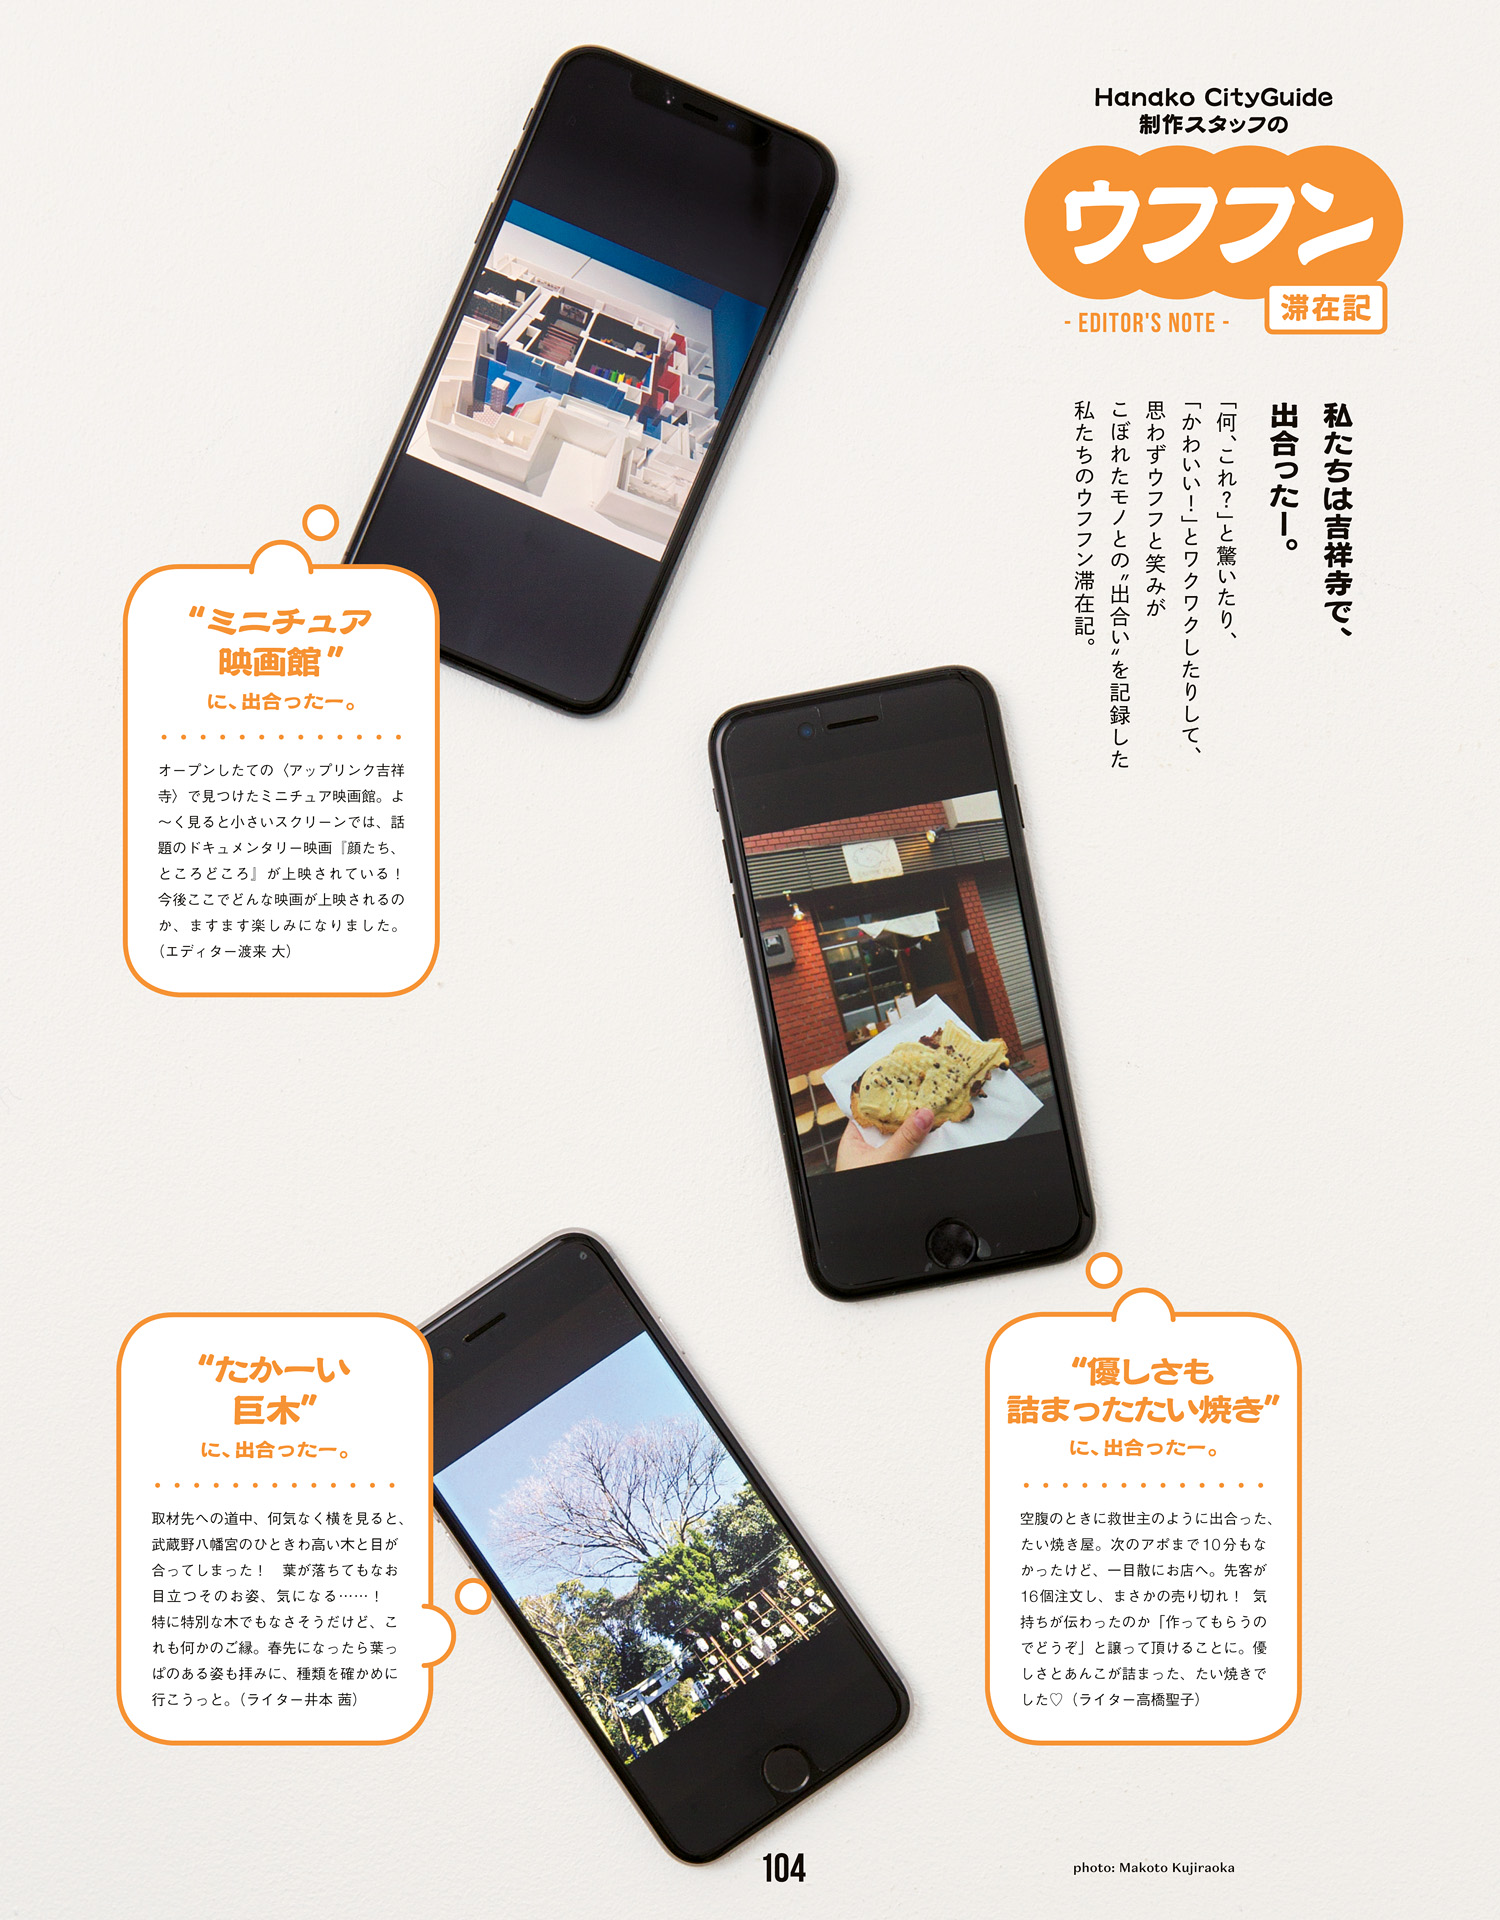 Hanako CityGuide
制作スタッフの
ウフフン
滞在記
- EDITOR'S NOTE -
私たちは吉祥寺で、
出合ったー。
「何、これ？」と驚いたり、
「かわいい！」とワクワクしたりして、
思わずウフフと笑みが
こぼれたモノとの〝出合い〟を記録した
私たちのウフフン滞在記。
“ミニチュア
映画館”
に、出合ったー。
オープンしたての〈アップリンク吉祥
寺〉で見つけたミニチュア映画館。よ
〜く見ると小さいスクリーンでは、話
題のドキュメンタリー映画『顔たち、
ところどころ』が上映されている！
今後ここでどんな映画が上映されるの
か、ますます楽しみになりました。
（エディター渡来 大）
“優しさも
詰まったたい焼き”
に、出合ったー。
空腹のときに救世主のように出合った、
たい焼き屋。次のアポまで10分もな
かったけど、一目散にお店へ。先客が
16個注文し、まさかの売り切れ！ 気
持ちが伝わったのか「作ってもらうの
でどうぞ」と譲って頂けることに。優
しさとあんこが詰まった、たい焼きで
した♡（ライター高橋聖子）
“たかーい
巨木”
に、出合ったー。
取材先への道中、何気なく横を見ると、
武蔵野八幡宮のひときわ高い木と目が
合ってしまった！ 葉が落ちてもなお
目立つそのお姿、気になる……！
特に特別な木でもなさそうだけど、こ
れも何かのご縁。春先になったら葉っ
ぱのある姿も拝みに、種類を確かめに
行こうっと。（ライター井本 茜）
104
photo: Makoto Kujiraoka